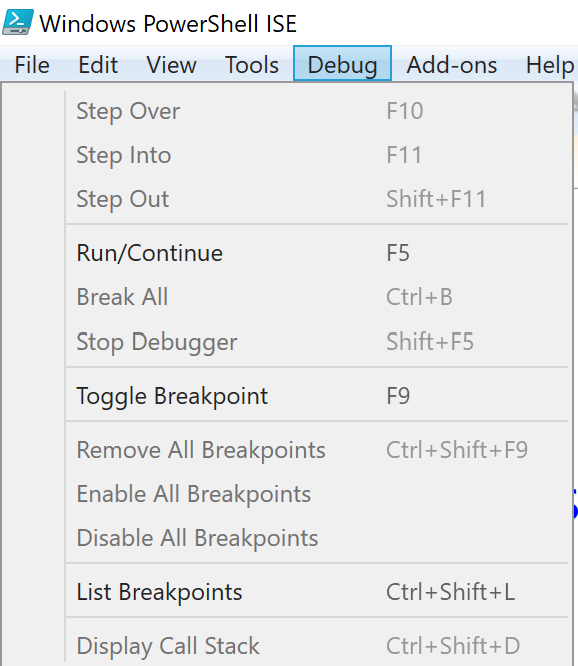 Windows PowerShell ISE
File Edit View Tools Debug Add-ons Help
Step Over F10
Step Into F11
Step Out Shift+F11
Run/Continue F5
Break All Ctrl+B
Stop Debugger Shift+F5
Toggle Breakpoint F9
Remove All Breakpoints Ctrl+Shift+F9
Enable All Breakpoints
Disable All Breakpoints
List Breakpoints Ctrl+Shift+L
Display Call Stack Ctrl+Shift+D